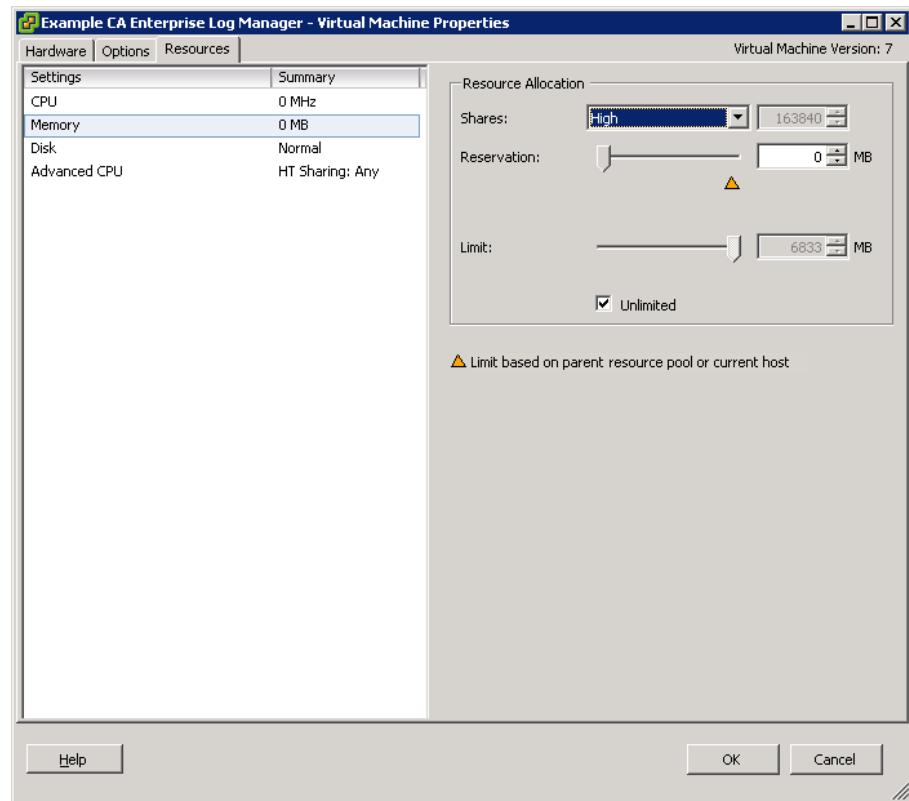 Example CA Enterprise Log Manager - Virtual Machine Properties
Hardware Options Resources Virtual Machine Version: 7
Settings Summary
CPU 0 MHz
Memory 0 MB
Disk Normal
Advanced CPU HT Sharing: Any
Resource Allocation
Shares: High 163840
Reservation: 0 MB
Limit: 6833 MB
Unlimited
Limit based on parent resource pool or current host
Help OK Cancel